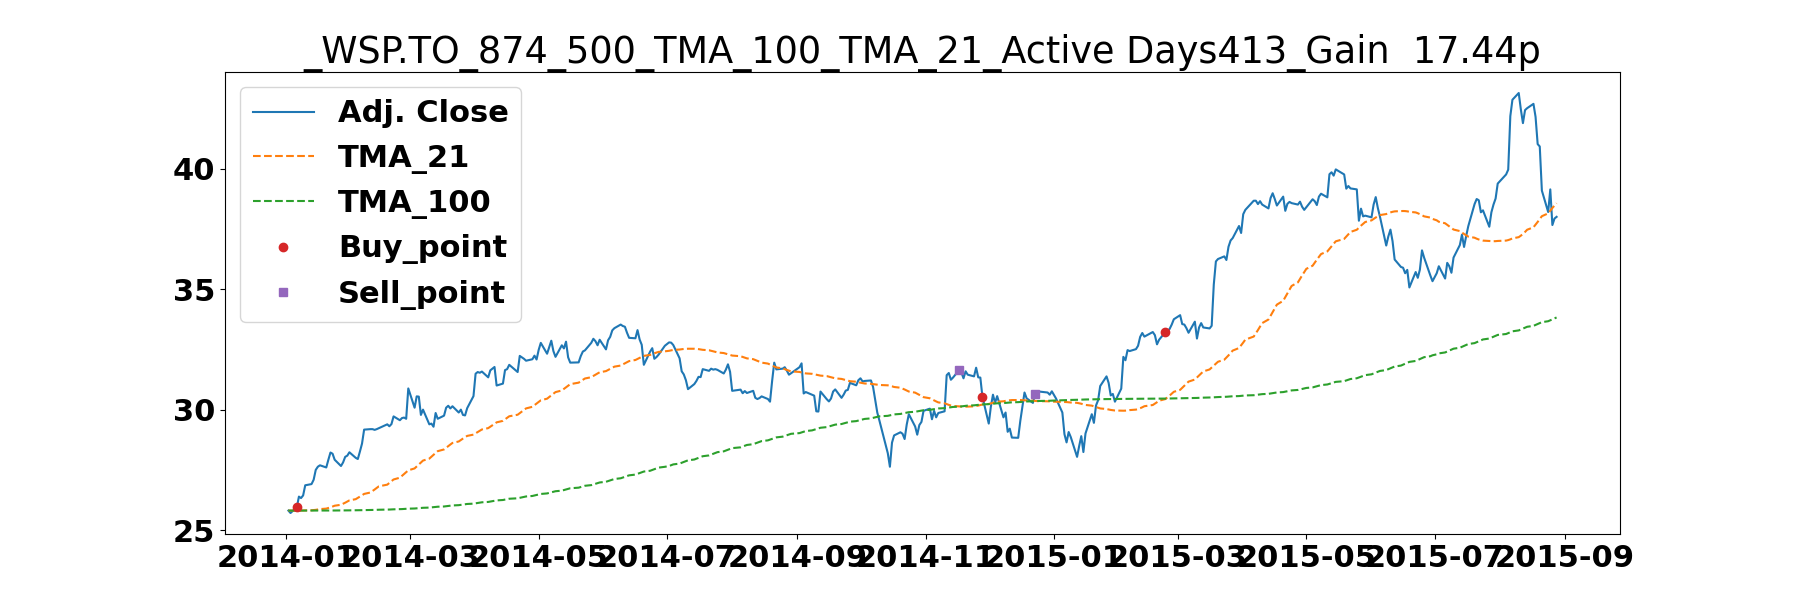 _WSP.TO_874_500_TMA_100_TMA_21_Active Days413_Gain  17.44p
Adj. Close
TMA_21
TMA_100
Buy_point
Sell_point
40
35
30
25
2014-01 2014-03 2014-05 2014-07 2014-09 2014-11 2015-01 2015-03 2015-05 2015-07 2015-09